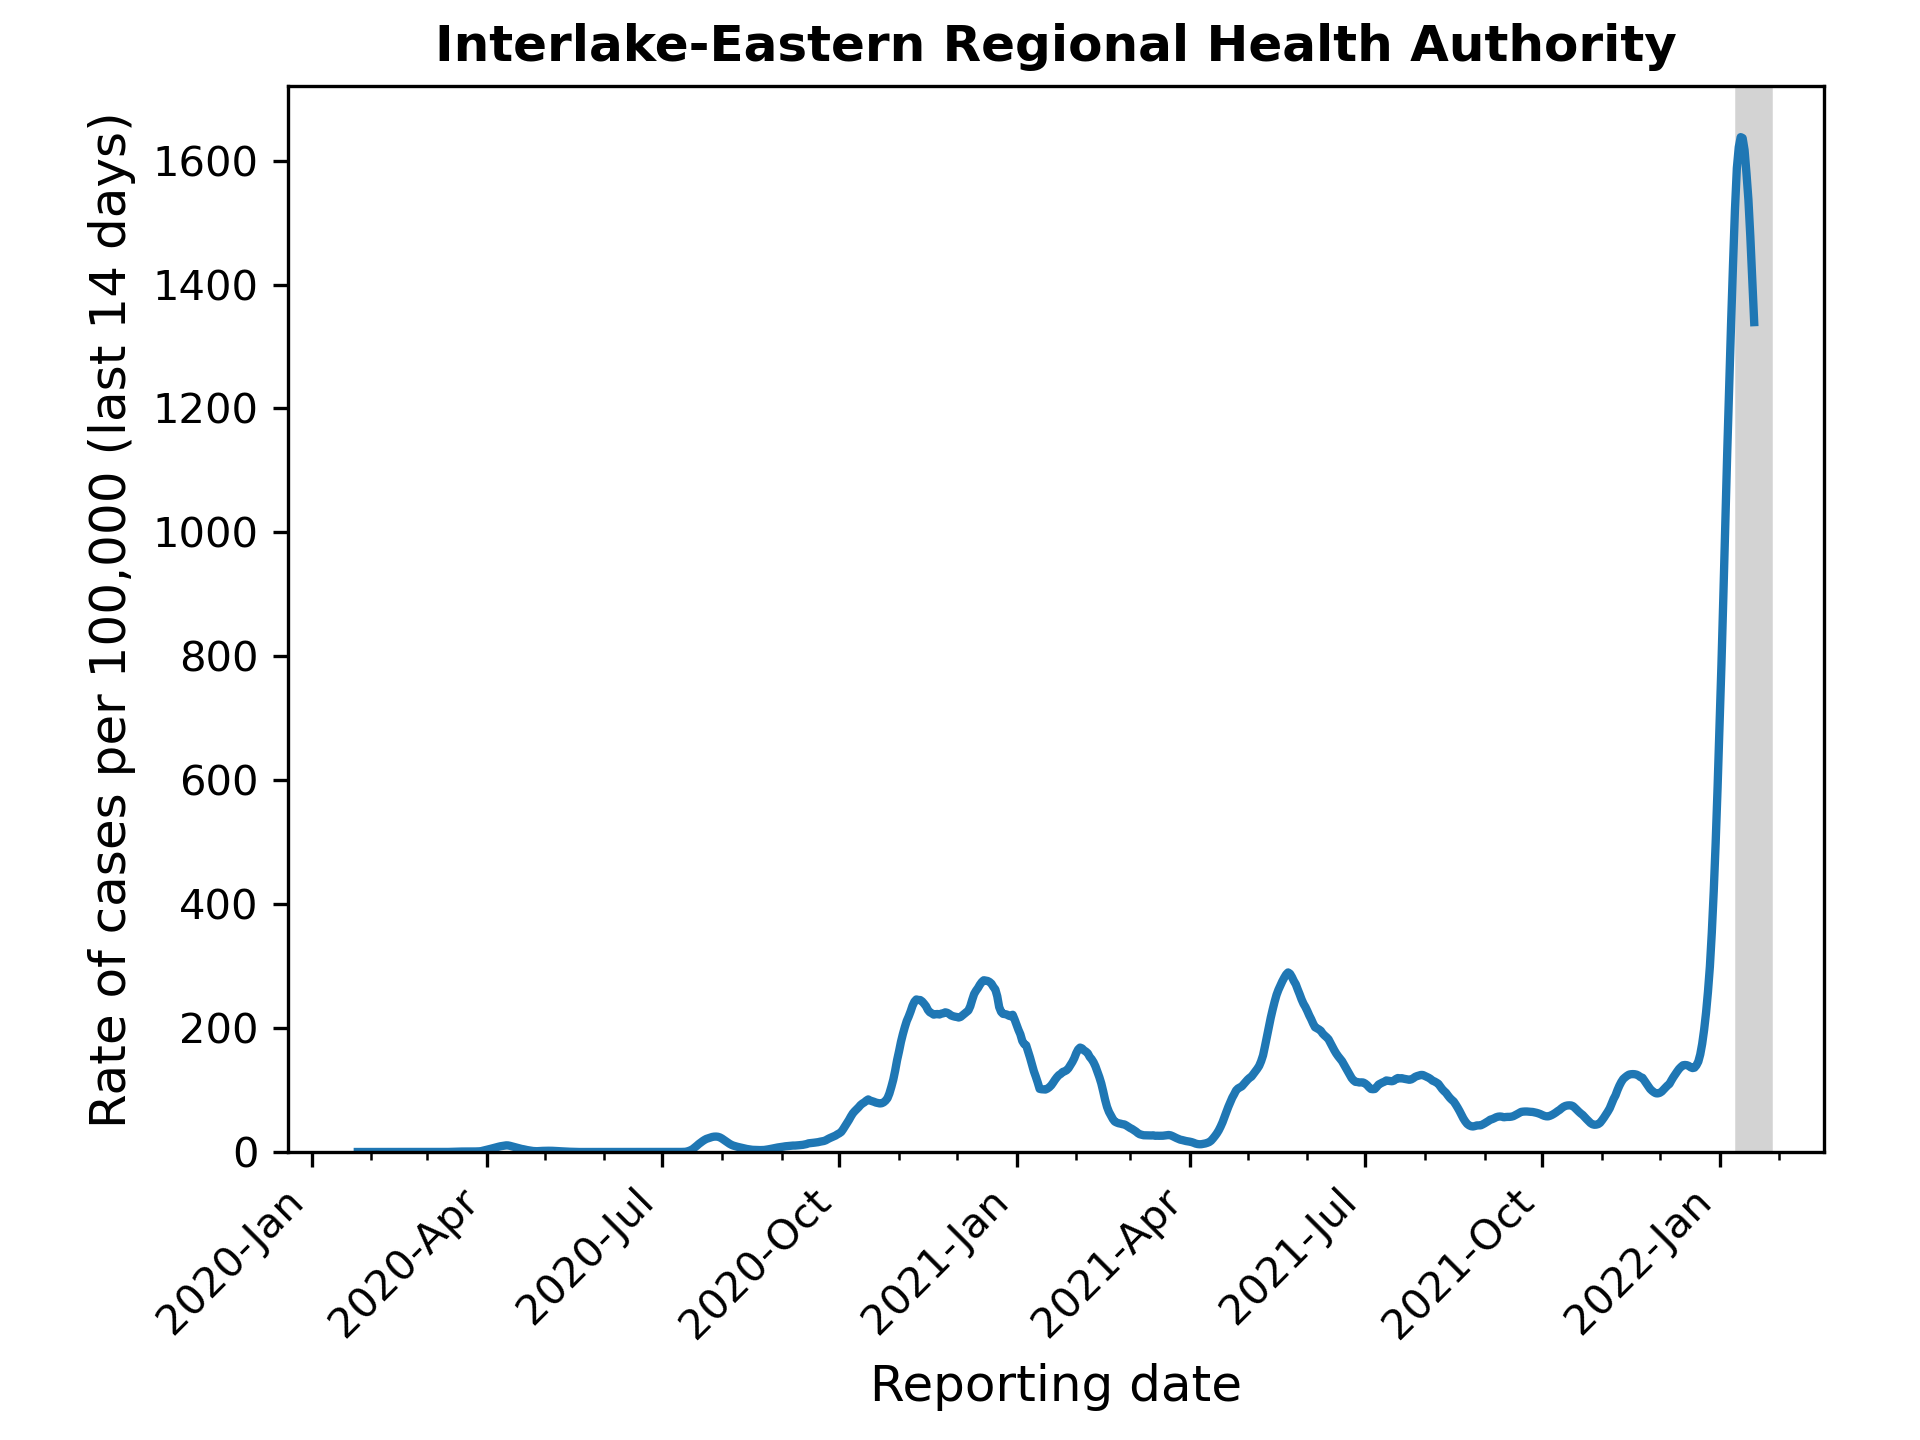 Interlake-Eastern Regional Health Authority
Rate of cases per 100,000 (last 14 days)
1600
1400
1200
1000
800
600
400
200
0
2020-Jan
2020-Apr
2020-Jul
2020-Oct
2021-Jan
2021-Apr
2021-Jul
2021-Oct
2022-Jan
Reporting date